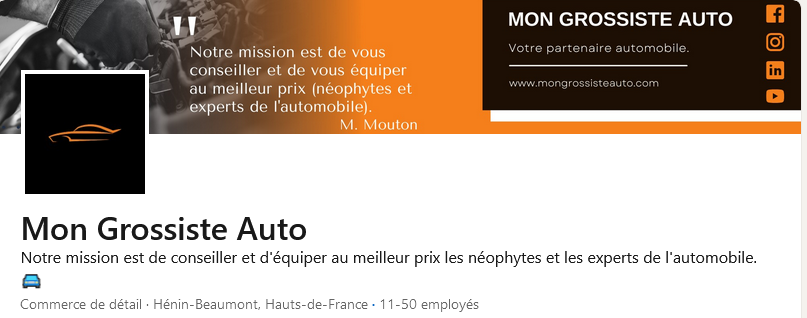 "
Notre mission est de vous
conseiller et de vous équiper
au meilleur prix (néophytes et
experts de l'automobile).
M. Mouton
MON GROSSISTE AUTO
Votre partenaire automobile.
www.mongrossisteauto.com
Mon Grossiste Auto
Notre mission est de conseiller et d'équiper au meilleur prix les néophytes et les experts de l'automobile.
Commerce de détail · Hénin-Beaumont, Hauts-de-France · 11-50 employés